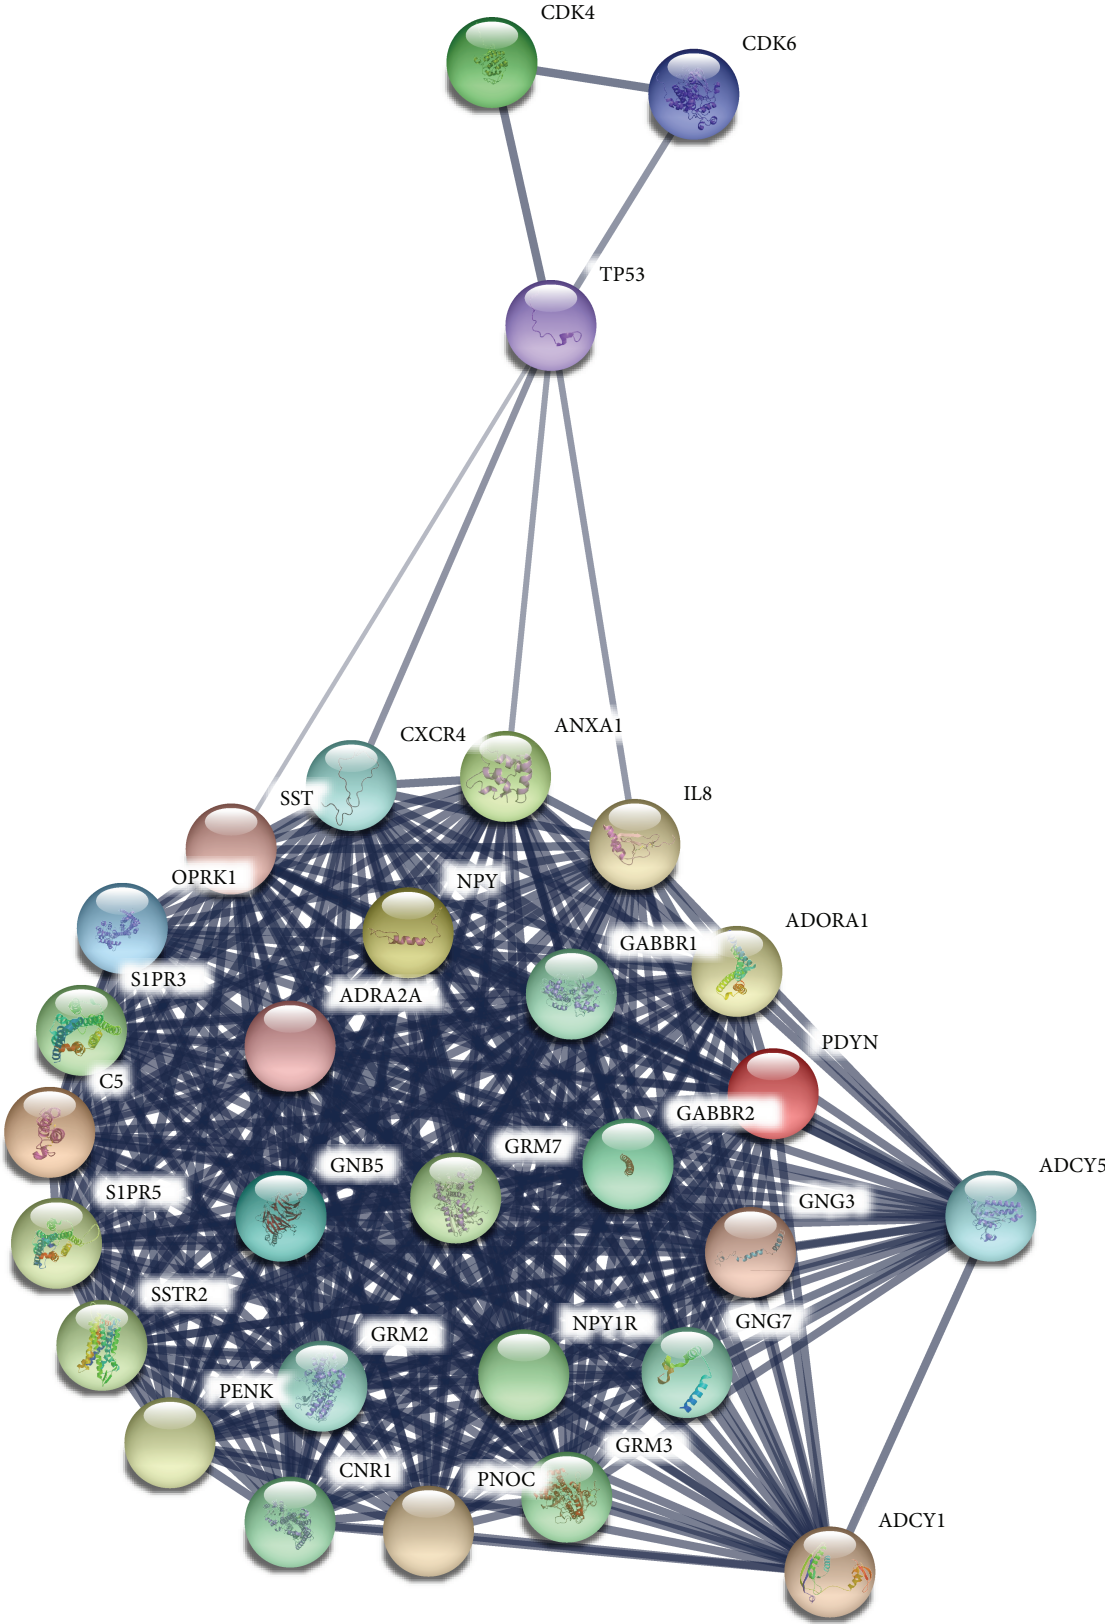 CDK4
CDK6
TP53
ANXA1
CXCR4
IL8
SST
OPRK1
NPY
ADORA1
GABBR1
S1PR3
ADRA2A
PDYN
C5
GABBR2
GRM7
GNB5
ADCY5
S1PR5
GNG3
SSTR2
GNG7
NPY1R
GRM2
PENK
GRM3
CNR1
PNOC
ADCY1